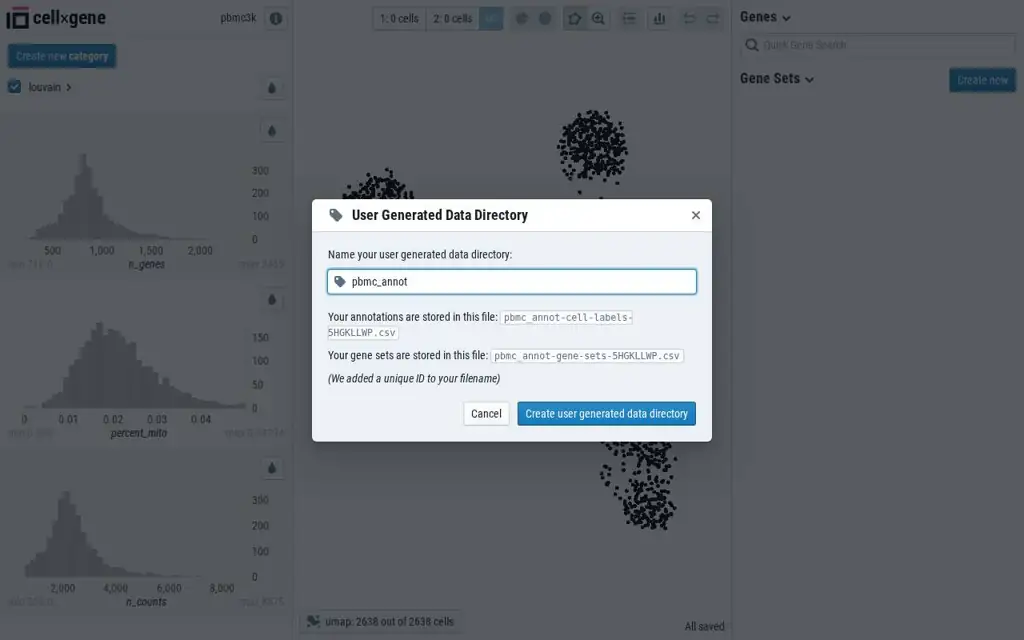 cell×gene
pbmc3k
1: 0 cells
2: 0 cells
Genes
Quick Gene Search
Create new category
louvain
Gene Sets
Create new
300
200
100
0
500
1,000
1,500
2,000
n_genes
150
100
50
0
0
0.01
0.02
0.03
0.04
percent_mito
300
200
100
0
2,000
4,000
6,000
8,000
n_counts
User Generated Data Directory
Name your user generated data directory:
pbmc_annot
Your annotations are stored in this file: pbmc_annot-cell-labels-
5HGKLLWP.csv
Your gene sets are stored in this file: pbmc_annot-gene-sets-5HGKLLWP.csv
(We added a unique ID to your filename)
Cancel
Create user generated data directory
umap: 2638 out of 2638 cells
All saved